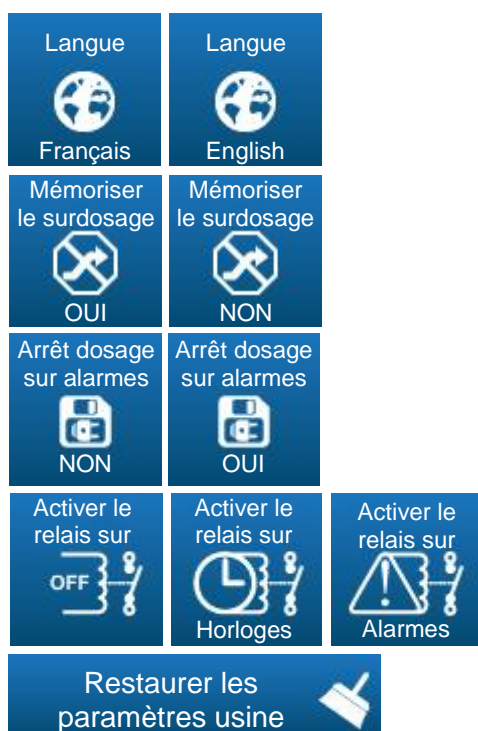 Langue
Français
Langue
English
Mémoriser
le surdosage
OUI
Mémoriser
le surdosage
NON
Arrêt dosage
sur alarmes
NON
Arrêt dosage
sur alarmes
OUI
Activer le
relais sur
OFF
Activer le
relais sur
Horloges
Activer le
relais sur
Alarmes
Restaurer les
paramètres usine